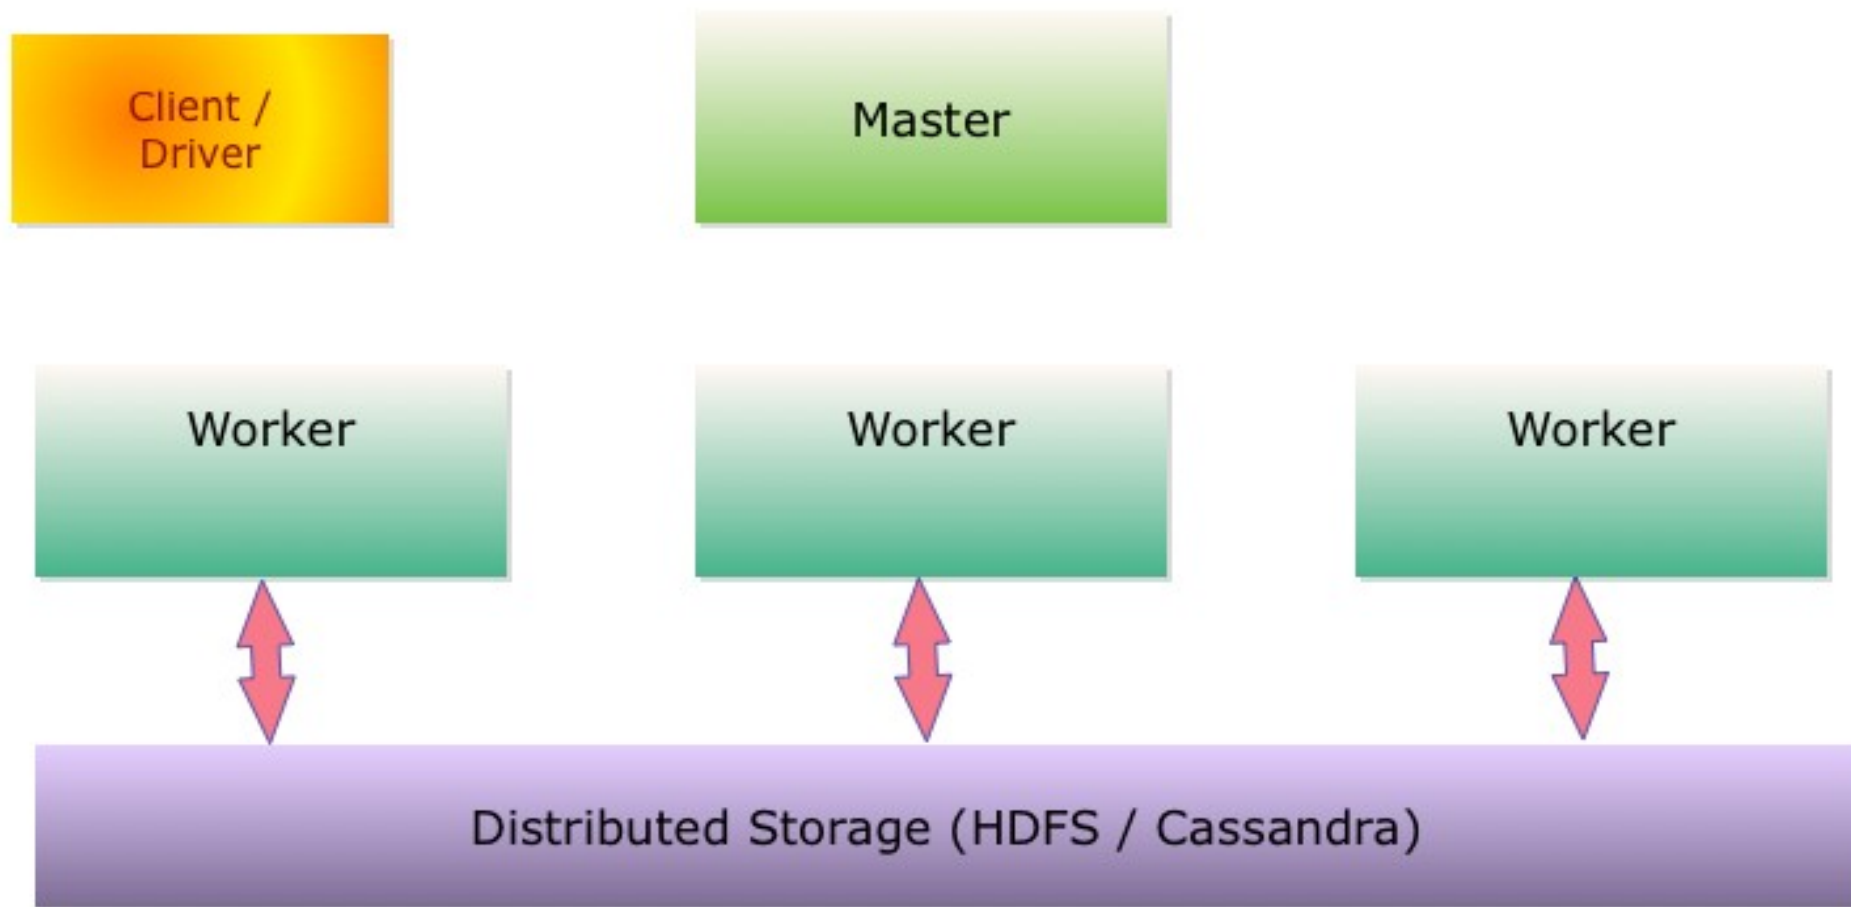 Client /
Driver
Master
Worker
Worker
Worker
Distributed Storage (HDFS / Cassandra)